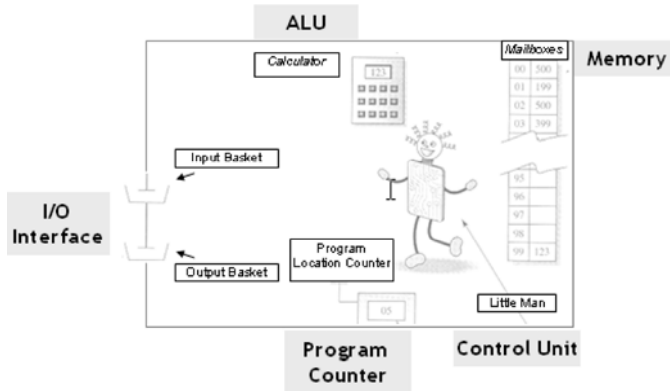 ALU
Calculator
Mailboxes
Memory
123
00 500
01 199
02 500
03 399
Input Basket
95
96
97
98
99 123
I/O
Interface
Output Basket
Program
Location Counter
05
Little Man
Program
Counter
Control Unit